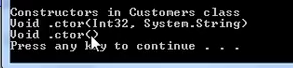 Constructors in Customers class
Void .ctor(Int32, System.String)
Void .ctor()
Press any key to continue . . .